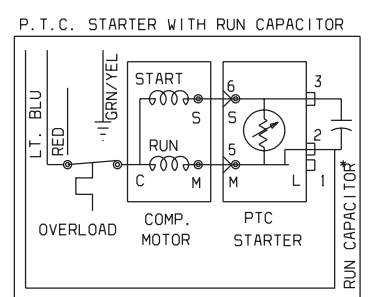 P.T.C. STARTER WITH RUN CAPACITOR
LT. BLU
RED
GRN/YEL
START
RUN
S
C
M
6
S
5
M
3
2
L
1
*
OVERLOAD
COMP.
MOTOR
PTC
STARTER
RUN CAPACITOR